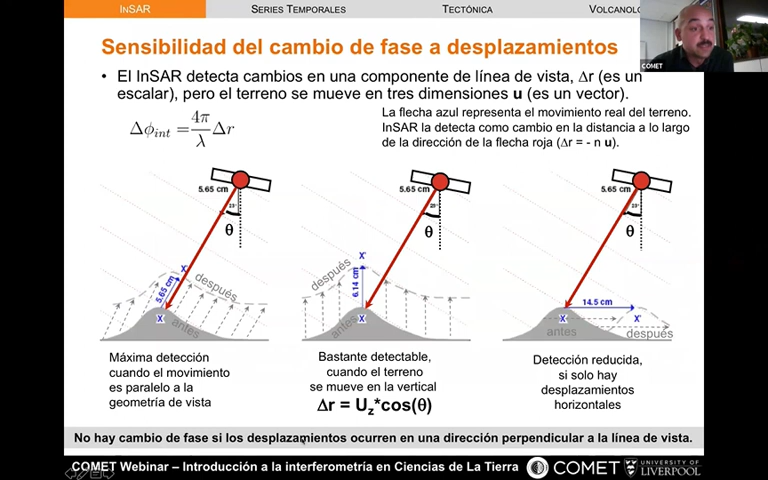 InSAR
Series Temporales
Tectónica
COMET
Sensibilidad del cambio de fase a desplazamientos
• El InSAR detecta cambios en una componente de línea de vista, Δr (es un
escalar), pero el terreno se mueve en tres dimensiones u (es un vector).
La flecha azul representa el movimiento real del terreno.
InSAR la detecta como cambio en la distancia a lo largo
de la dirección de la flecha roja (Δr = - n u).
Δϕint = 4π/λ Δr
5.65 cm
23°
θ
5.65 cm
X'
X
antes
después
5.65 cm
23°
θ
6.14 cm
X'
X
antes
después
5.65 cm
23°
θ
14.5 cm
X
X'
antes
después
Máxima detección
cuando el movimiento
es paralelo a la
geometría de vista
Bastante detectable,
cuando el terreno
se mueve en la vertical
Δr = Uz*cos(θ)
Detección reducida,
si solo hay
desplazamientos
horizontales
No hay cambio de fase si los desplazamientos ocurren en una dirección perpendicular a la línea de vista.
COMET Webinar – Introducción a la interferometría en Ciencias de La Tierra
COMET
UNIVERSITY OF
LIVERPOOL